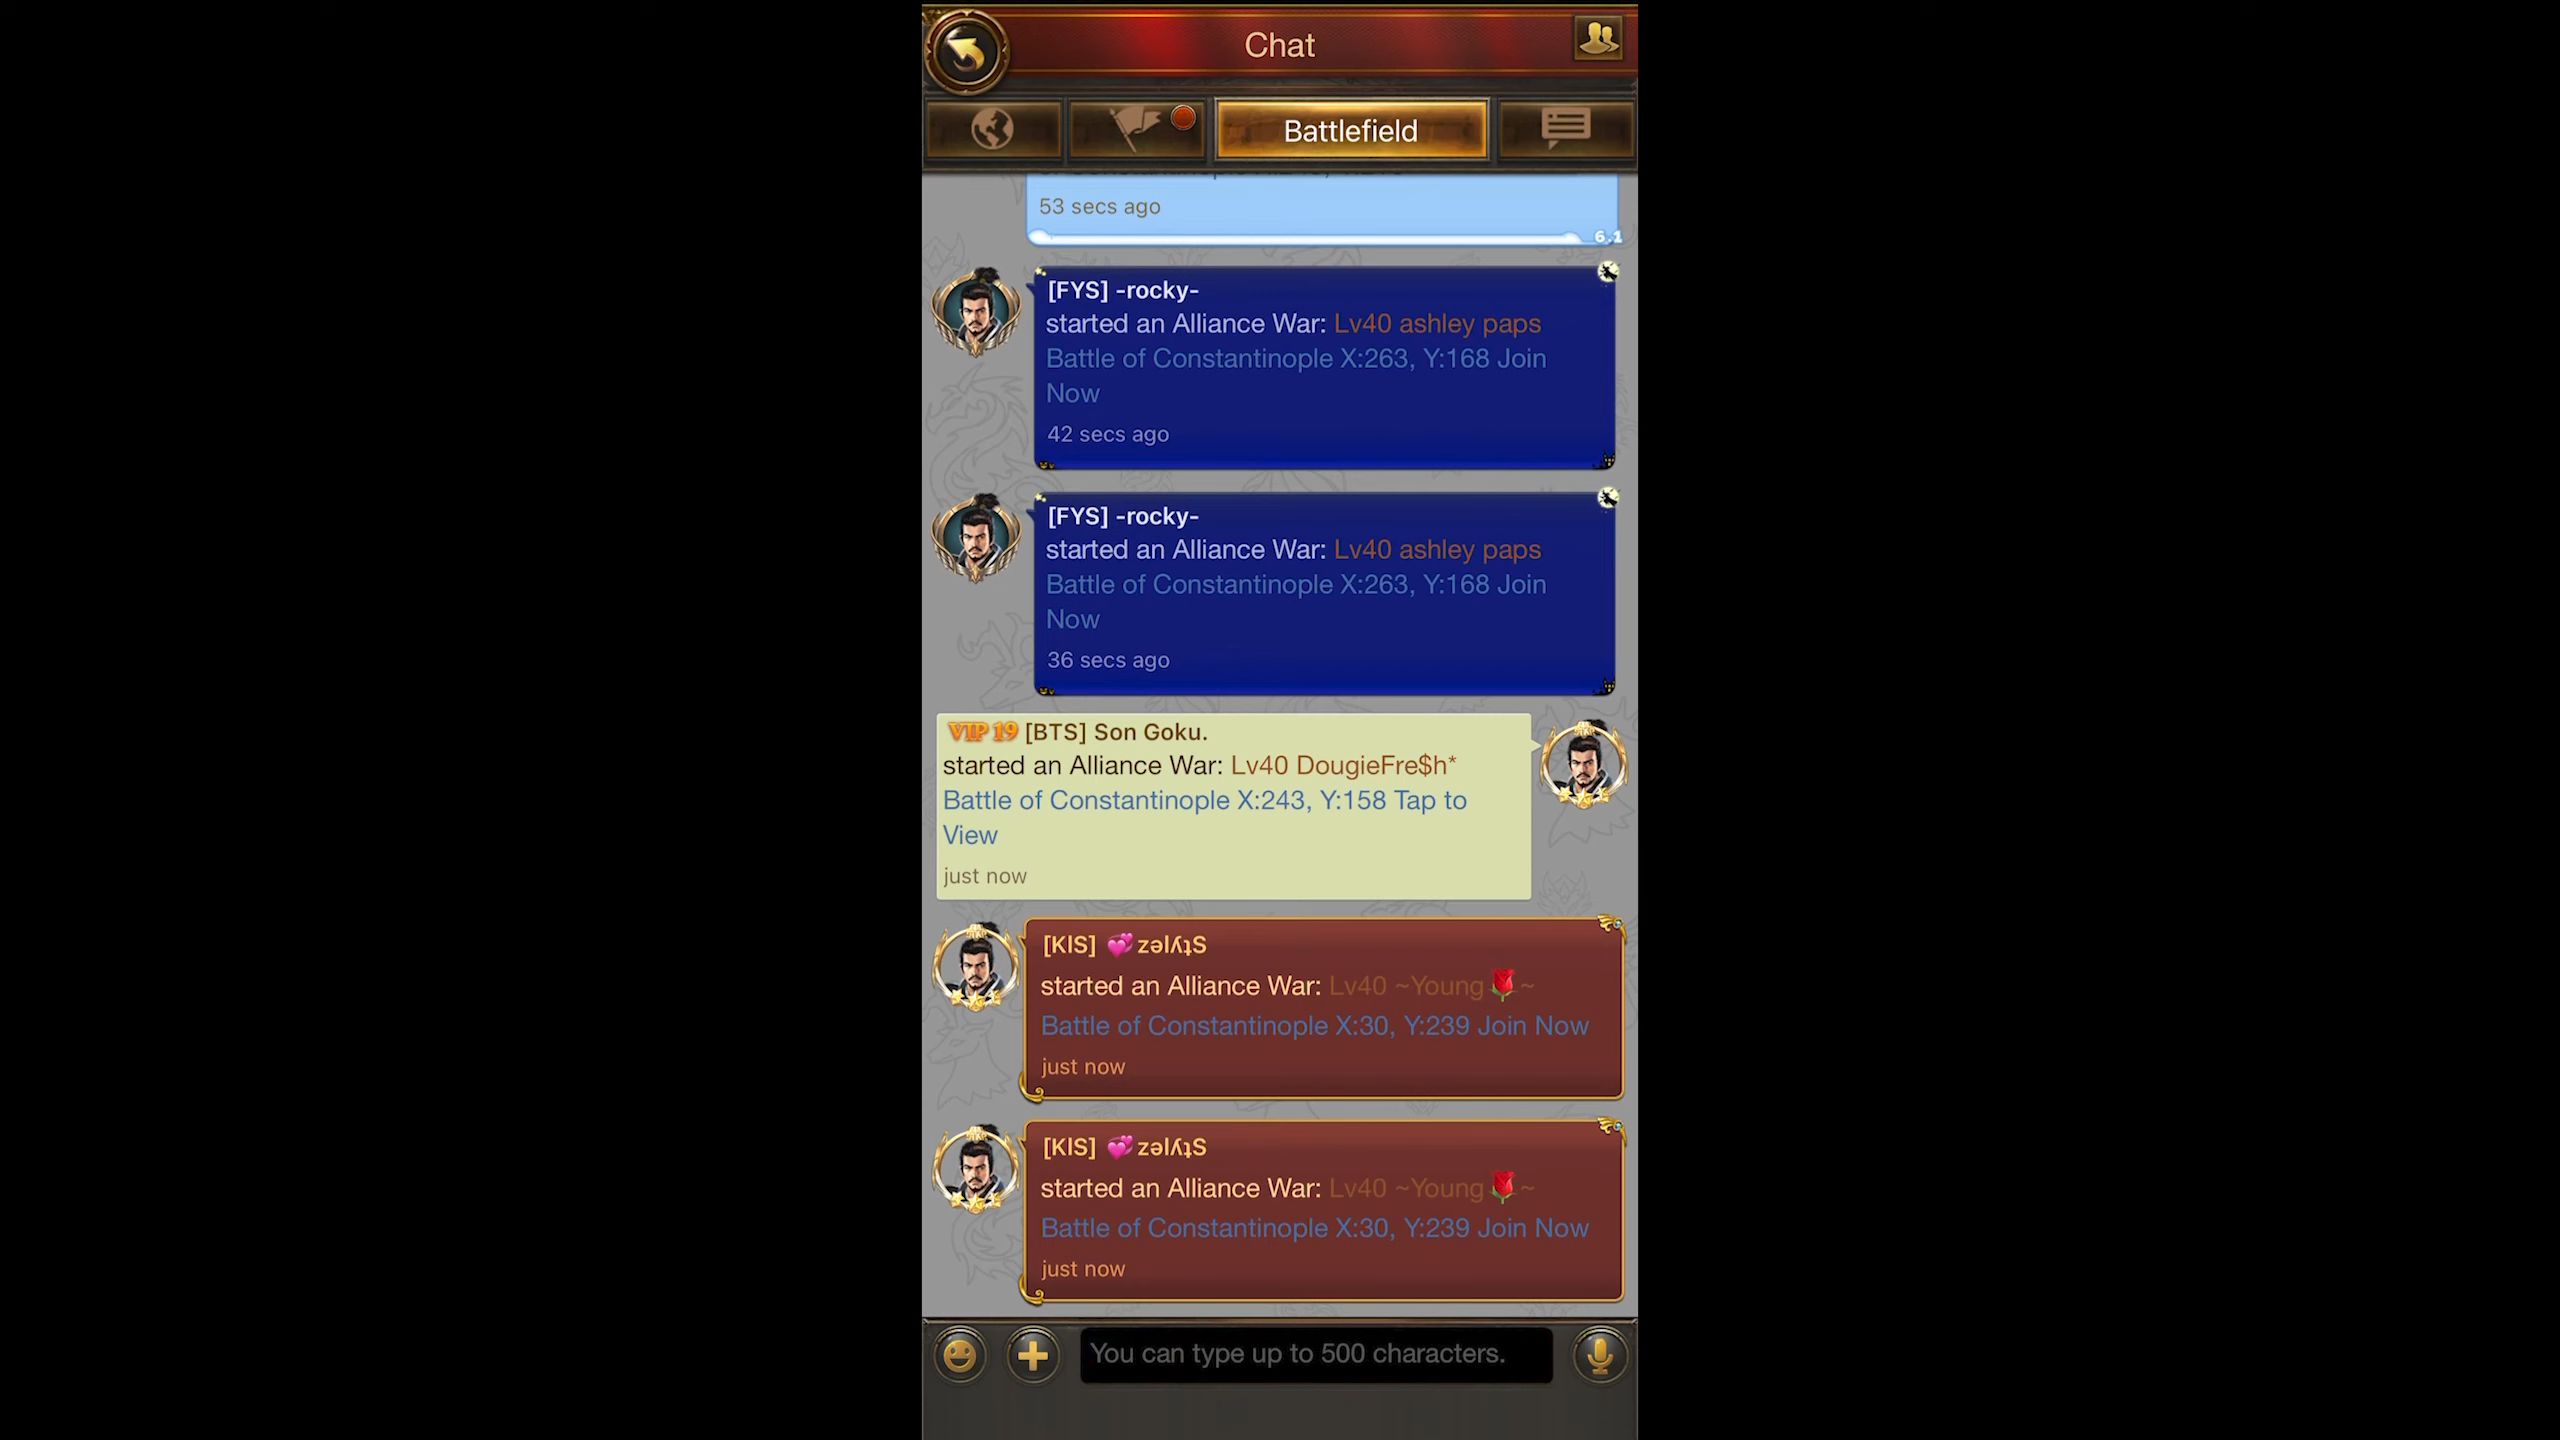 Chat
Battlefield
53 secs ago
6.1
[FYS] -rocky-
started an Alliance War: Lv40 ashley paps
Battle of Constantinople X:263, Y:168 Join
Now
42 secs ago
[FYS] -rocky-
started an Alliance War: Lv40 ashley paps
Battle of Constantinople X:263, Y:168 Join
Now
36 secs ago
VIP 19 [BTS] Son Goku.
started an Alliance War: Lv40 DougieFre$h*
Battle of Constantinople X:243, Y:158 Tap to
View
just now
[KIS] 💞 zǝlʎʇS
started an Alliance War: Lv40 ~Young🌹~
Battle of Constantinople X:30, Y:239 Join Now
just now
[KIS] 💞 zǝlʎʇS
started an Alliance War: Lv40 ~Young🌹~
Battle of Constantinople X:30, Y:239 Join Now
just now
You can type up to 500 characters.